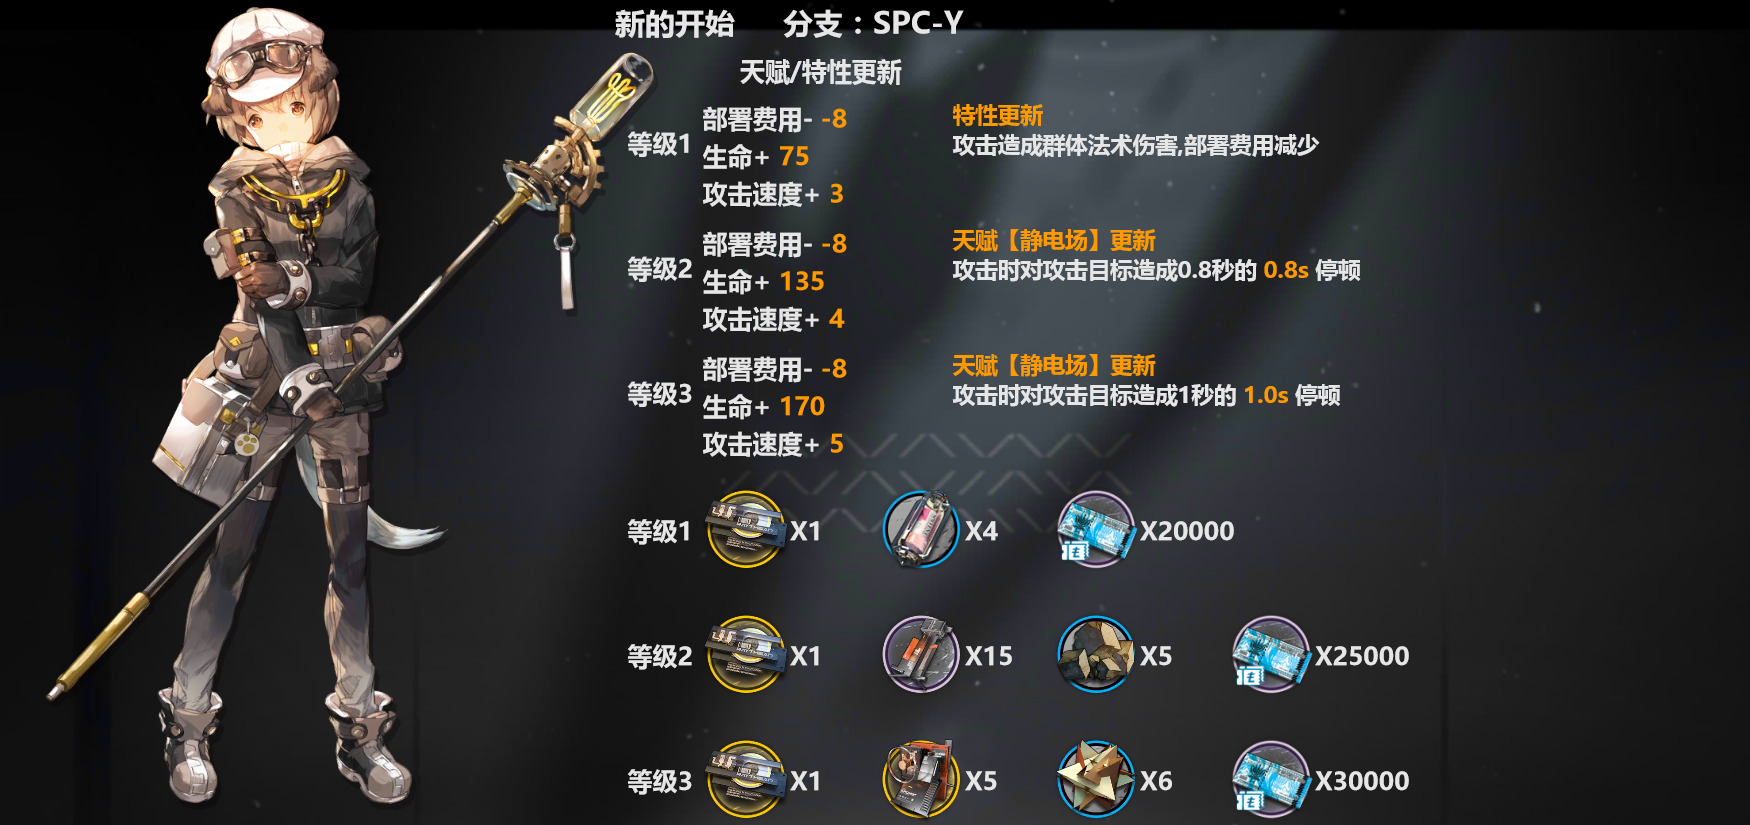 新的开始 分支：SPC-Y
天赋/特性更新
等级1
部署费用- -8
生命+ 75
攻击速度+ 3
特性更新
攻击造成群体法术伤害,部署费用减少
等级2
部署费用- -8
生命+ 135
攻击速度+ 4
天赋【静电场】更新
攻击时对攻击目标造成0.8秒的 0.8s 停顿
等级3
部署费用- -8
生命+ 170
攻击速度+ 5
天赋【静电场】更新
攻击时对攻击目标造成1秒的 1.0s 停顿
等级1 X1 X4 X20000
等级2 X1 X15 X5 X25000
等级3 X1 X5 X6 X30000